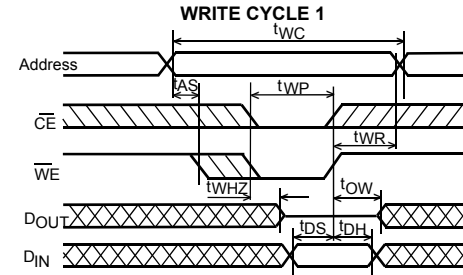 WRITE CYCLE 1
tWC
Address
tAS
tWP
CE
tWR
WE
tWHZ
tOW
DOUT
tDS
tDH
DIN